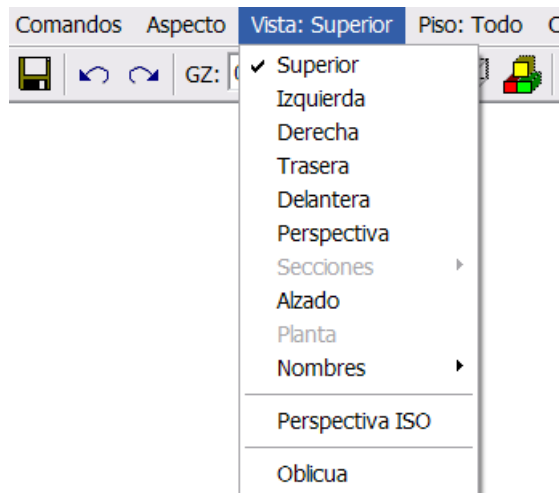 Comandos Aspecto Vista: Superior Piso: Todo
GZ:
Superior
Izquierda
Derecha
Trasera
Delantera
Perspectiva
Secciones
Alzado
Planta
Nombres
Perspectiva ISO
Oblicua